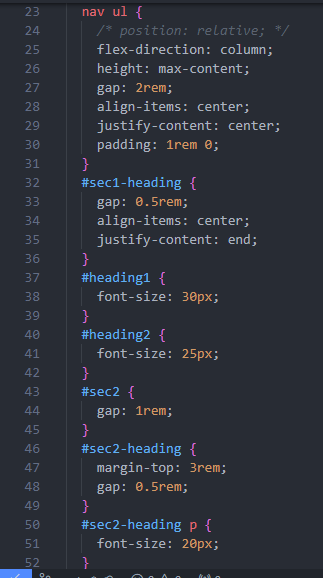 23 nav ul {
24 /* position: relative; */
25 flex-direction: column;
26 height: max-content;
27 gap: 2rem;
28 align-items: center;
29 justify-content: center;
30 padding: 1rem 0;
31 }
32 #sec1-heading {
33 gap: 0.5rem;
34 align-items: center;
35 justify-content: end;
36 }
37 #heading1 {
38 font-size: 30px;
39 }
40 #heading2 {
41 font-size: 25px;
42 }
43 #sec2 {
44 gap: 1rem;
45 }
46 #sec2-heading {
47 margin-top: 3rem;
48 gap: 0.5rem;
49 }
50 #sec2-heading p {
51 font-size: 20px;
52 }